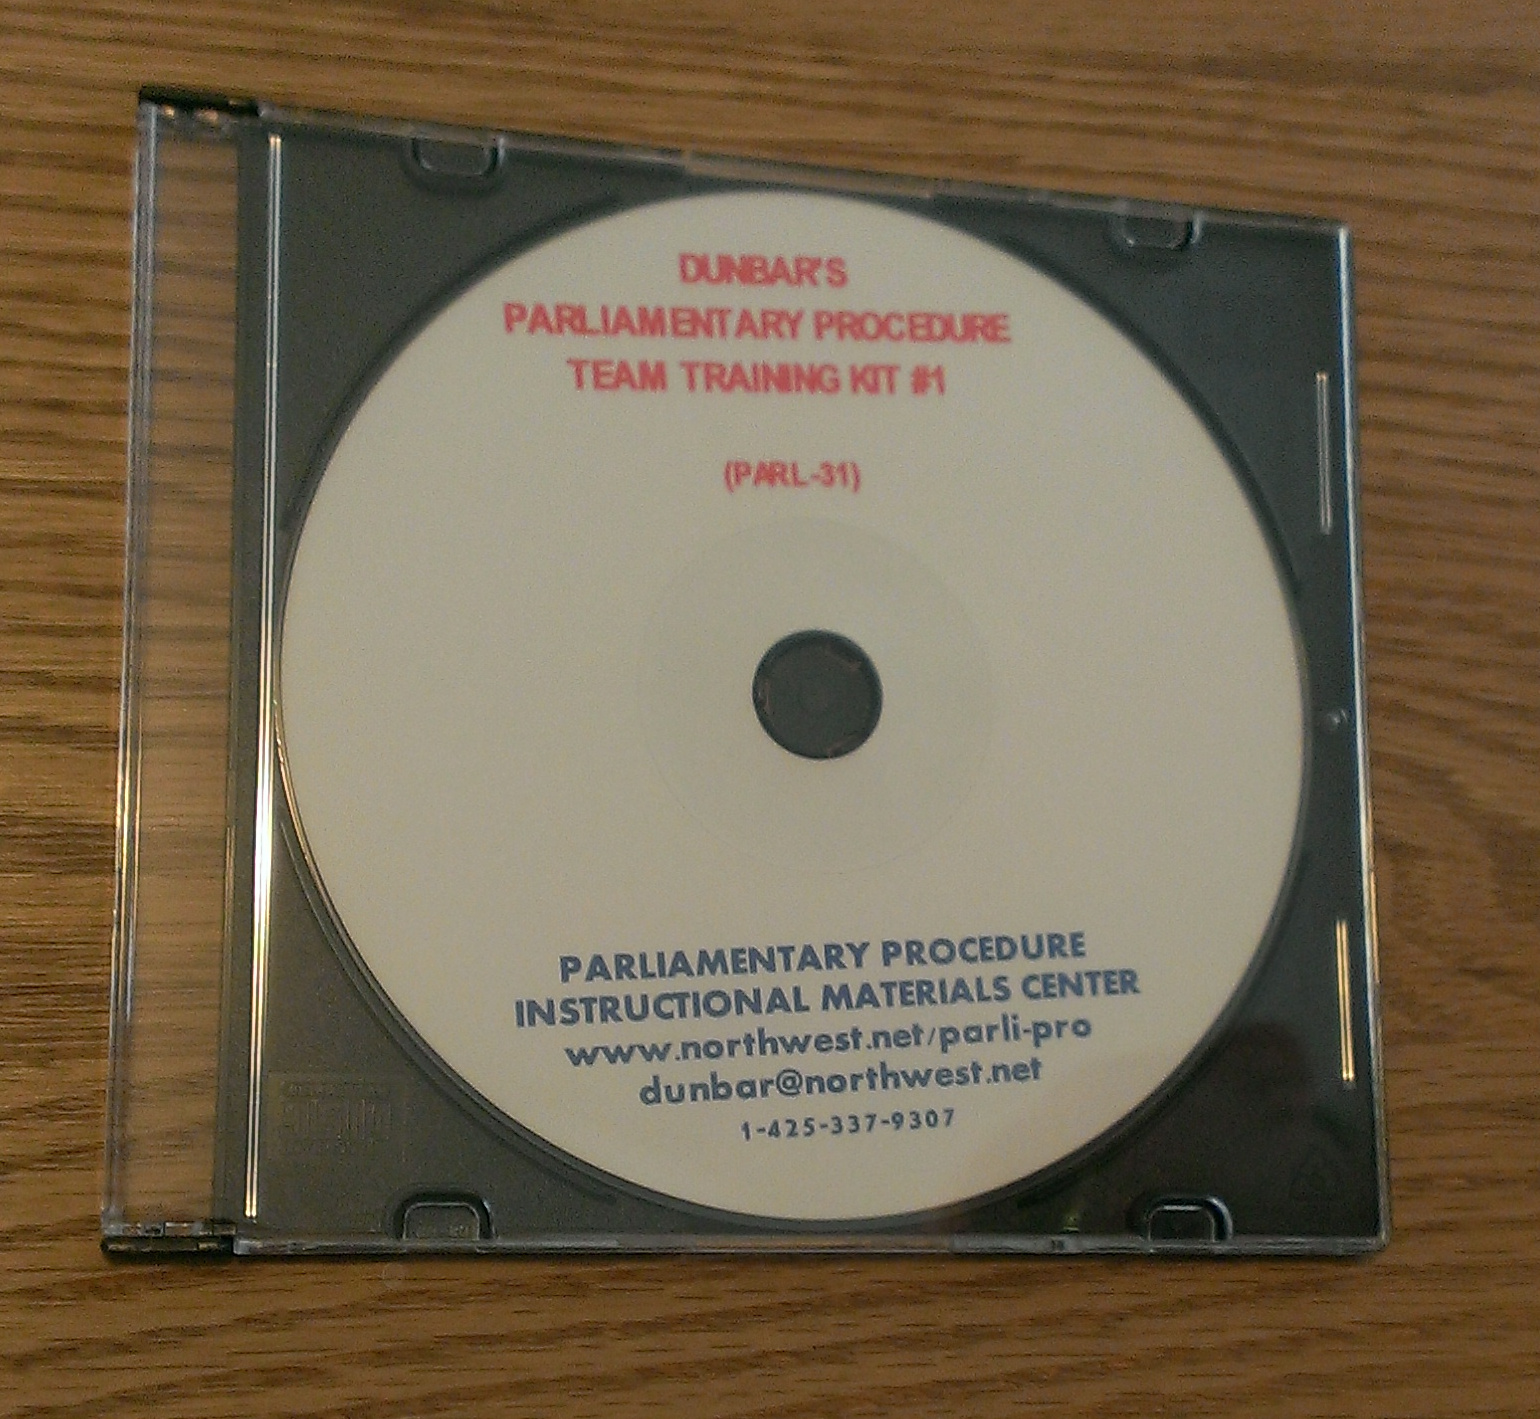 DUNBAR'S
PARLIAMENTARY PROCEDURE
TEAM TRAINING KIT #1
(PARL-31)
PARLIAMENTARY PROCEDURE
INSTRUCTIONAL MATERIALS CENTER
www.northwest.net/parli-pro
dunbar@northwest.net
1-425-337-9307